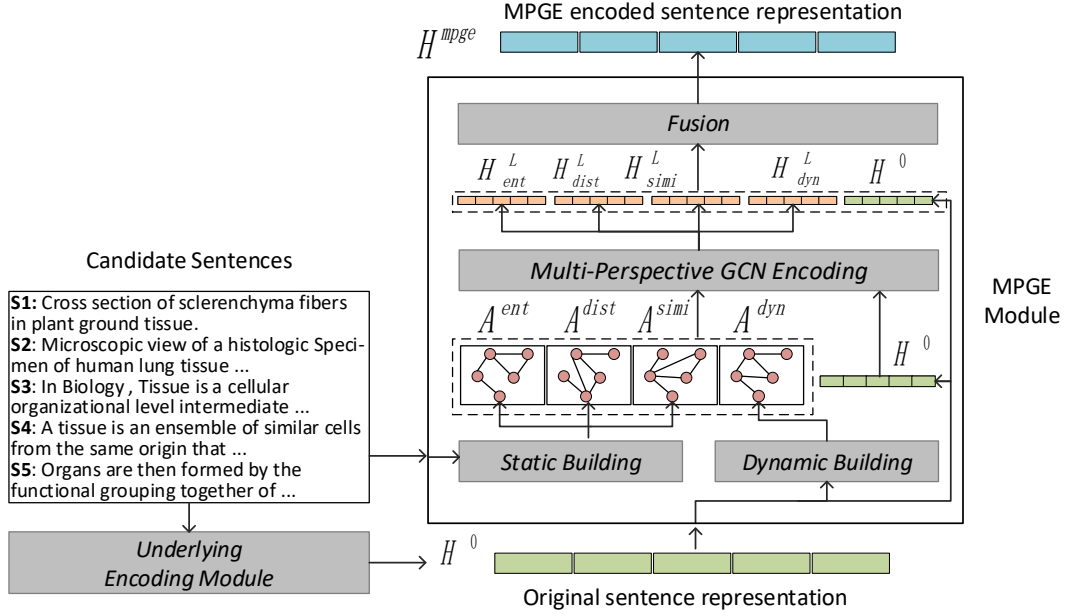 MPGE encoded sentence representation
H^mpge
Fusion
H^L_ent H^L_dist H^L_simi H^L_dyn H^0
Multi-Perspective GCN Encoding
MPGE
Module
A^ent A^dist A^simi A^dyn
H^0
Static Building
Dynamic Building
Candidate Sentences
S1: Cross section of sclerenchyma fibers
in plant ground tissue.
S2: Microscopic view of a histologic Speci-
men of human lung tissue ...
S3: In Biology , Tissue is a cellular
organizational level intermediate ...
S4: A tissue is an ensemble of similar cells
from the same origin that ...
S5: Organs are then formed by the
functional grouping together of ...
Underlying
Encoding Module
H^0
Original sentence representation